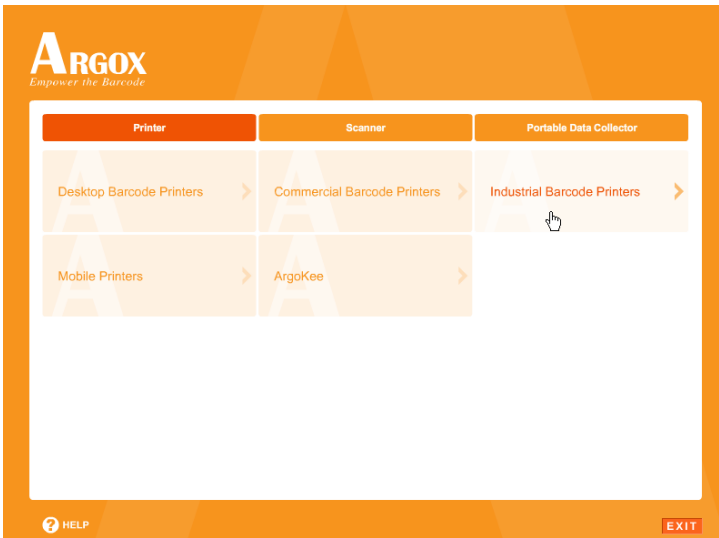 ARGOX
Empower the Barcode
Printer
Scanner
Portable Data Collector
Desktop Barcode Printers
Commercial Barcode Printers
Industrial Barcode Printers
Mobile Printers
ArgoKee
? HELP
EXIT